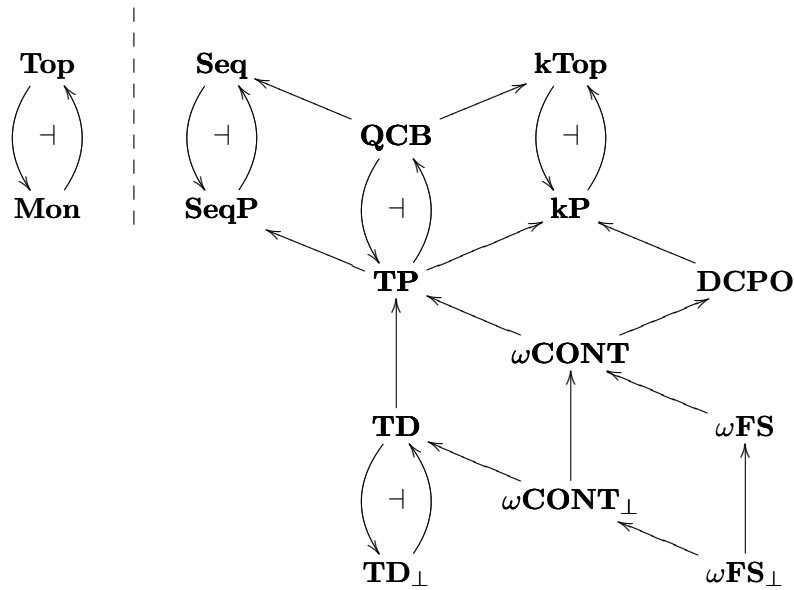 Top Seq kTop
⊣ ⊣ QCB ⊣
Mon SeqP ⊣ kP
TP DCPO
ωCONT
TD ωFS
⊣ ωCONT⊥
TD⊥ ωFS⊥